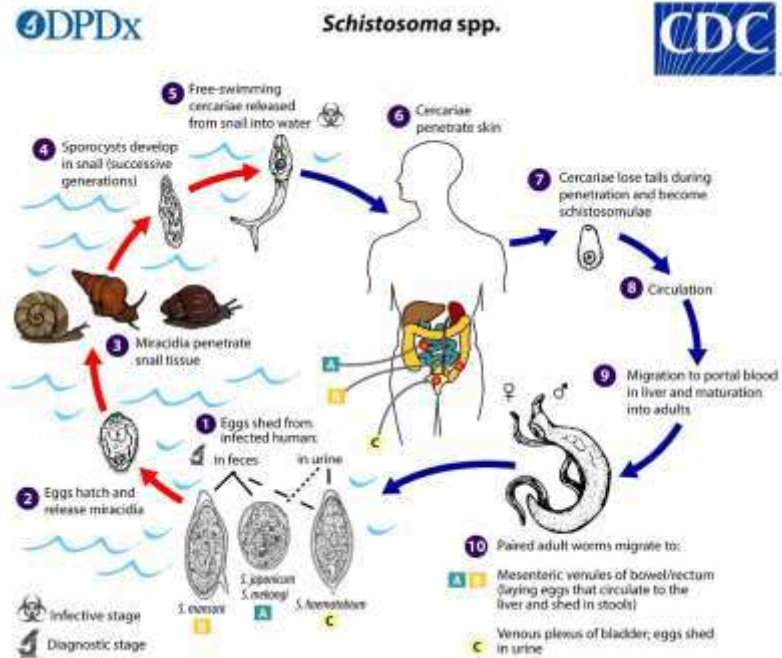 DPDx
Schistosoma spp.
CDC
5 Free-swimming
cercariae released
from snail into water
6 Cercariae
penetrate skin
4 Sporocysts develop
in snail (successive
generations)
7 Cercariae lose tails during
penetration and become
schistosomulae
8 Circulation
3 Miracidia penetrate
snail tissue
9 Migration to portal blood
in liver and maturation
into adults
A
B
C
♀ ♂
1 Eggs shed from
infected human:
in feces in urine
2 Eggs hatch and
release miracidia
S. mansoni
B
S. japonicum
S. mekongi
A
S. haematobium
C
10 Paired adult worms migrate to:
A B Mesenteric venules of bowel/rectum
(laying eggs that circulate to the
liver and shed in stools)
C Venous plexus of bladder; eggs shed
in urine
Infective stage
Diagnostic stage